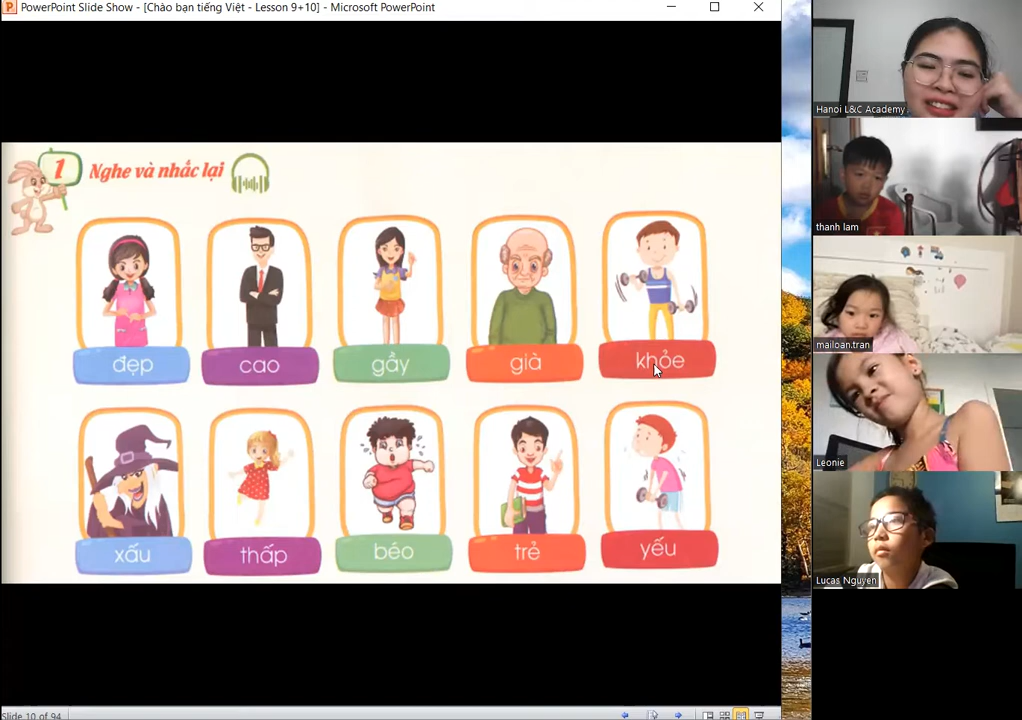 PowerPoint Slide Show - [Chào bạn tiếng Việt - Lesson 9+10] - Microsoft PowerPoint
1 Nghe và nhắc lại
đẹp cao gầy già khỏe
xấu thấp béo trẻ yếu
Slide 10 of 94
Hanoi L&C Academy
thanh lam
mailoan.tran
Leonie
Lucas Nguyen